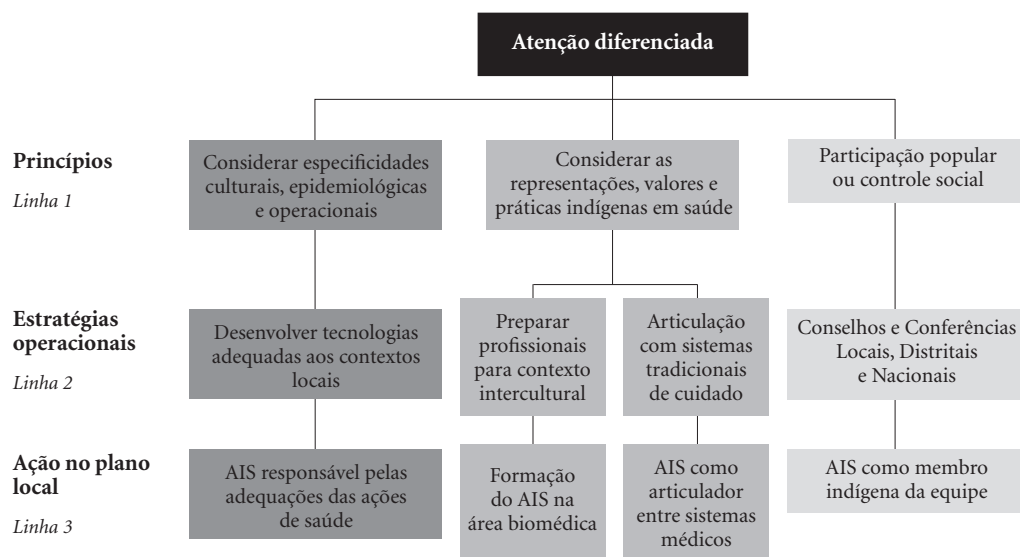 Atenção diferenciada
Princípios
Linha 1
Considerar especificidades
culturais, epidemiológicas
e operacionais
Considerar as
representações, valores e
práticas indígenas em saúde
Participação popular
ou controle social
Estratégias
operacionais
Linha 2
Desenvolver tecnologias
adequadas aos contextos
locais
Preparar
profissionais
para contexto
intercultural
Articulação
com sistemas
tradicionais
de cuidado
Conselhos e Conferências
Locais, Distritais
e Nacionais
Ação no plano
local
Linha 3
AIS responsável pelas
adequações das ações
de saúde
Formação
do AIS na
área biomédica
AIS como
articulador
entre sistemas
médicos
AIS como membro
indígena da equipe